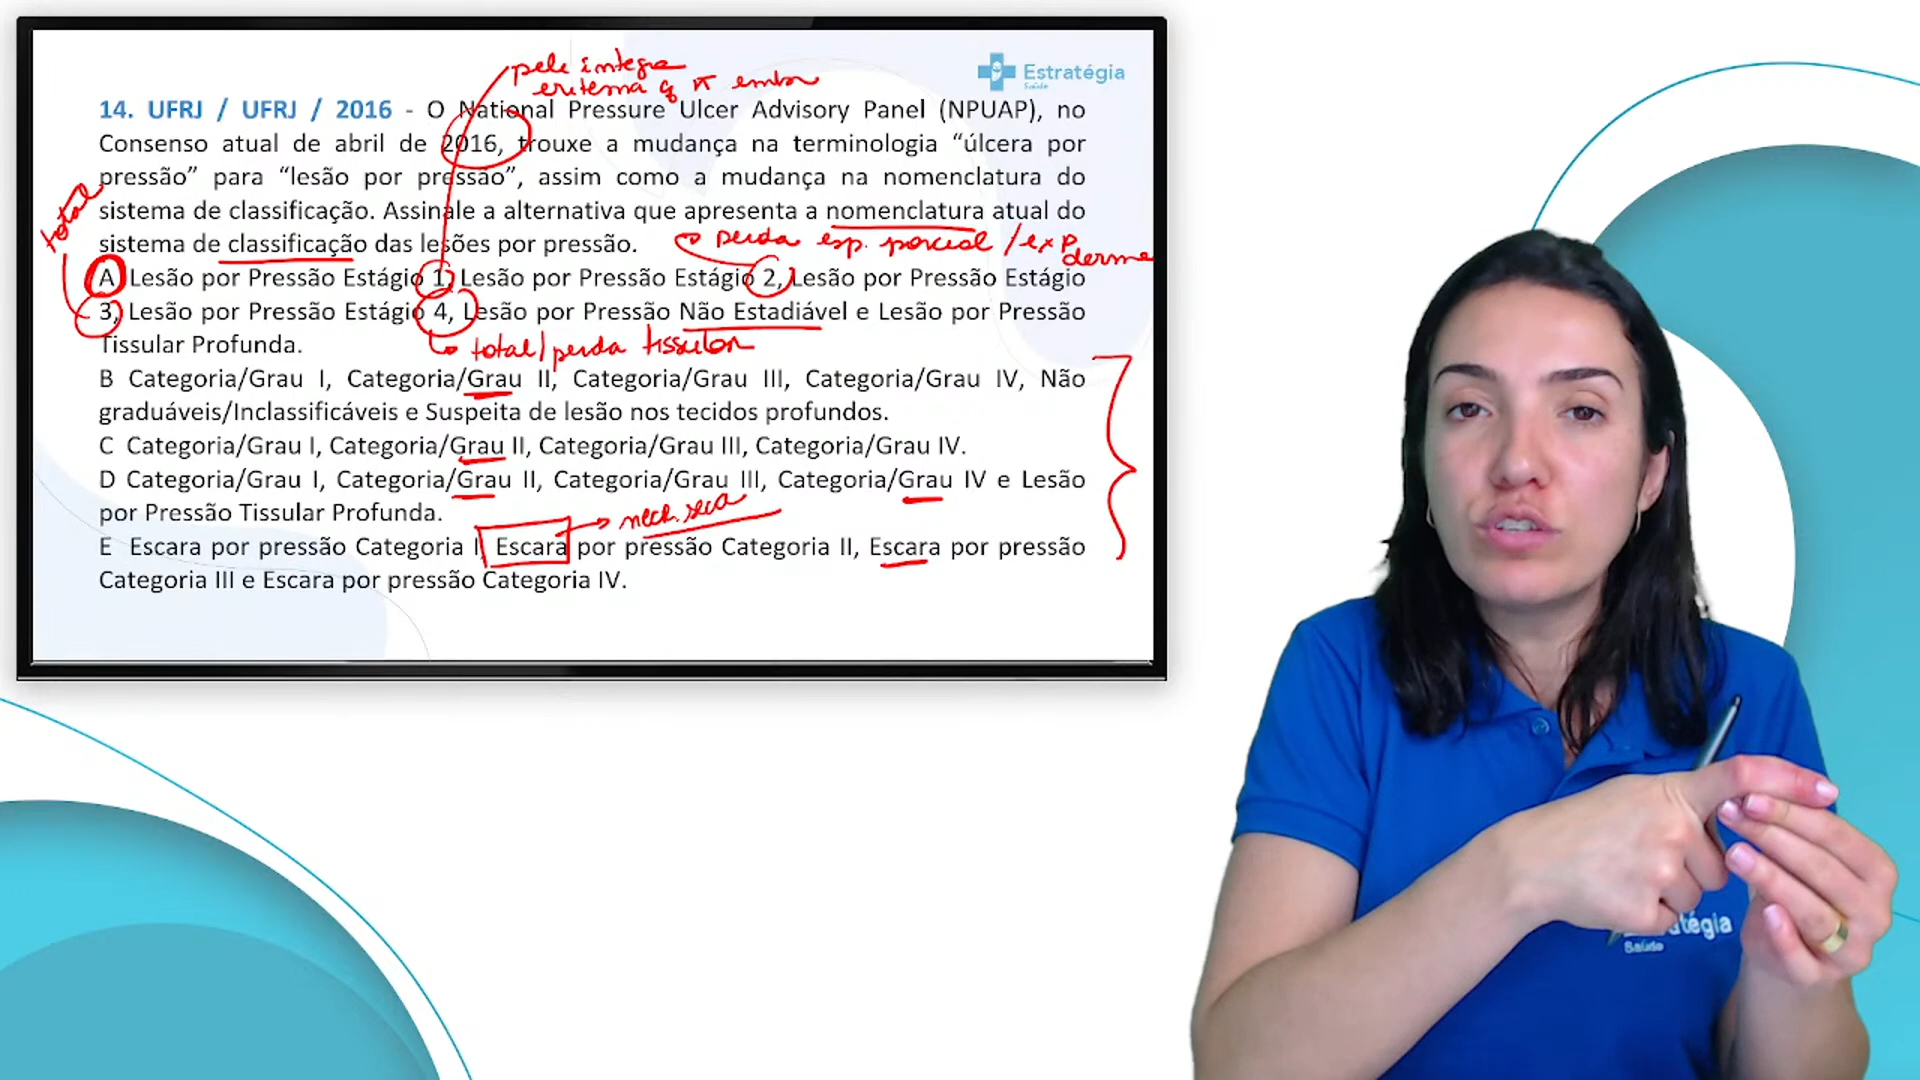 pele íntegra
eritema q ñ embr
Estratégia
Saúde
14. UFRJ / UFRJ / 2016 - O National Pressure Ulcer Advisory Panel (NPUAP), no
Consenso atual de abril de 2016, trouxe a mudança na terminologia “úlcera por
pressão” para “lesão por pressão”, assim como a mudança na nomenclatura do
total
sistema de classificação. Assinale a alternativa que apresenta a nomenclatura atual do
sistema de classificação das lesões por pressão.
perda esp. parcial / exp derme
A Lesão por Pressão Estágio 1, Lesão por Pressão Estágio 2, Lesão por Pressão Estágio
3, Lesão por Pressão Estágio 4, Lesão por Pressão Não Estadiável e Lesão por Pressão
Tissular Profunda.
total/perda tissular
B Categoria/Grau I, Categoria/Grau II, Categoria/Grau III, Categoria/Grau IV, Não
graduáveis/Inclassificáveis e Suspeita de lesão nos tecidos profundos.
C Categoria/Grau I, Categoria/Grau II, Categoria/Grau III, Categoria/Grau IV.
D Categoria/Grau I, Categoria/Grau II, Categoria/Grau III, Categoria/Grau IV e Lesão
por Pressão Tissular Profunda.
necr. seca
E Escara por pressão Categoria I, Escara por pressão Categoria II, Escara por pressão
Categoria III e Escara por pressão Categoria IV.
Saúde